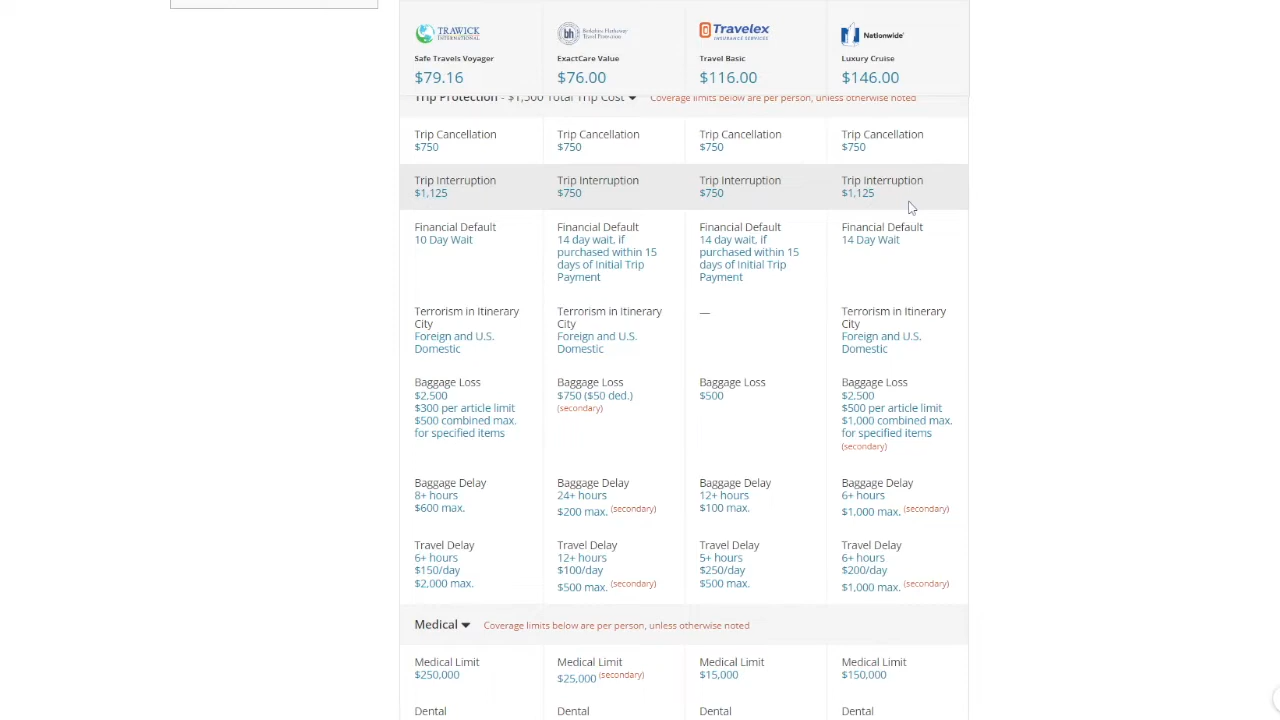 TRAWICK
INTERNATIONAL
Safe Travels Voyager
$79.16
bh
Berkshire Hathaway
Travel Protection
ExactCare Value
$76.00
Travelex
INSURANCE SERVICES
Travel Basic
$116.00
Nationwide
Luxury Cruise
$146.00
Trip Protection - $1,500 Total Trip Cost
Coverage limits below are per person, unless otherwise noted
Trip Cancellation
$750
Trip Cancellation
$750
Trip Cancellation
$750
Trip Cancellation
$750
Trip Interruption
$1,125
Trip Interruption
$750
Trip Interruption
$750
Trip Interruption
$1,125
Financial Default
10 Day Wait
Financial Default
14 day wait, if
purchased within 15
days of Initial Trip
Payment
Financial Default
14 day wait, if
purchased within 15
days of Initial Trip
Payment
Financial Default
14 Day Wait
Terrorism in Itinerary
City
Foreign and U.S.
Domestic
Terrorism in Itinerary
City
Foreign and U.S.
Domestic
—
Terrorism in Itinerary
City
Foreign and U.S.
Domestic
Baggage Loss
$2,500
$300 per article limit
$500 combined max.
for specified items
Baggage Loss
$750 ($50 ded.)
(secondary)
Baggage Loss
$500
Baggage Loss
$2,500
$500 per article limit
$1,000 combined max.
for specified items
(secondary)
Baggage Delay
8+ hours
$600 max.
Baggage Delay
24+ hours
$200 max. (secondary)
Baggage Delay
12+ hours
$100 max.
Baggage Delay
6+ hours
$1,000 max. (secondary)
Travel Delay
6+ hours
$150/day
$2,000 max.
Travel Delay
12+ hours
$100/day
$500 max. (secondary)
Travel Delay
5+ hours
$250/day
$500 max.
Travel Delay
6+ hours
$200/day
$1,000 max. (secondary)
Medical
Coverage limits below are per person, unless otherwise noted
Medical Limit
$250,000
Medical Limit
$25,000 (secondary)
Medical Limit
$15,000
Medical Limit
$150,000
Dental
Dental
Dental
Dental